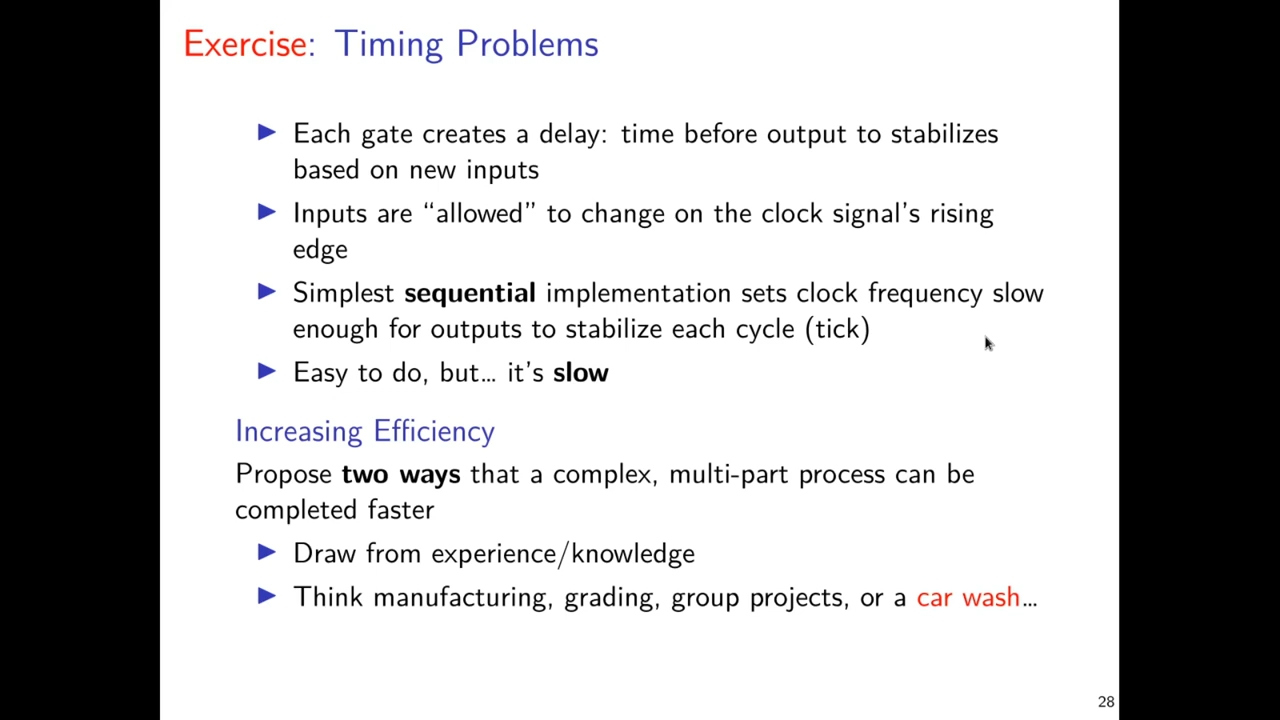 Exercise: Timing Problems
▶ Each gate creates a delay: time before output to stabilizes
based on new inputs
▶ Inputs are “allowed” to change on the clock signal’s rising
edge
▶ Simplest sequential implementation sets clock frequency slow
enough for outputs to stabilize each cycle (tick)
▶ Easy to do, but… it’s slow
Increasing Efficiency
Propose two ways that a complex, multi-part process can be
completed faster
▶ Draw from experience/knowledge
▶ Think manufacturing, grading, group projects, or a car wash…
28